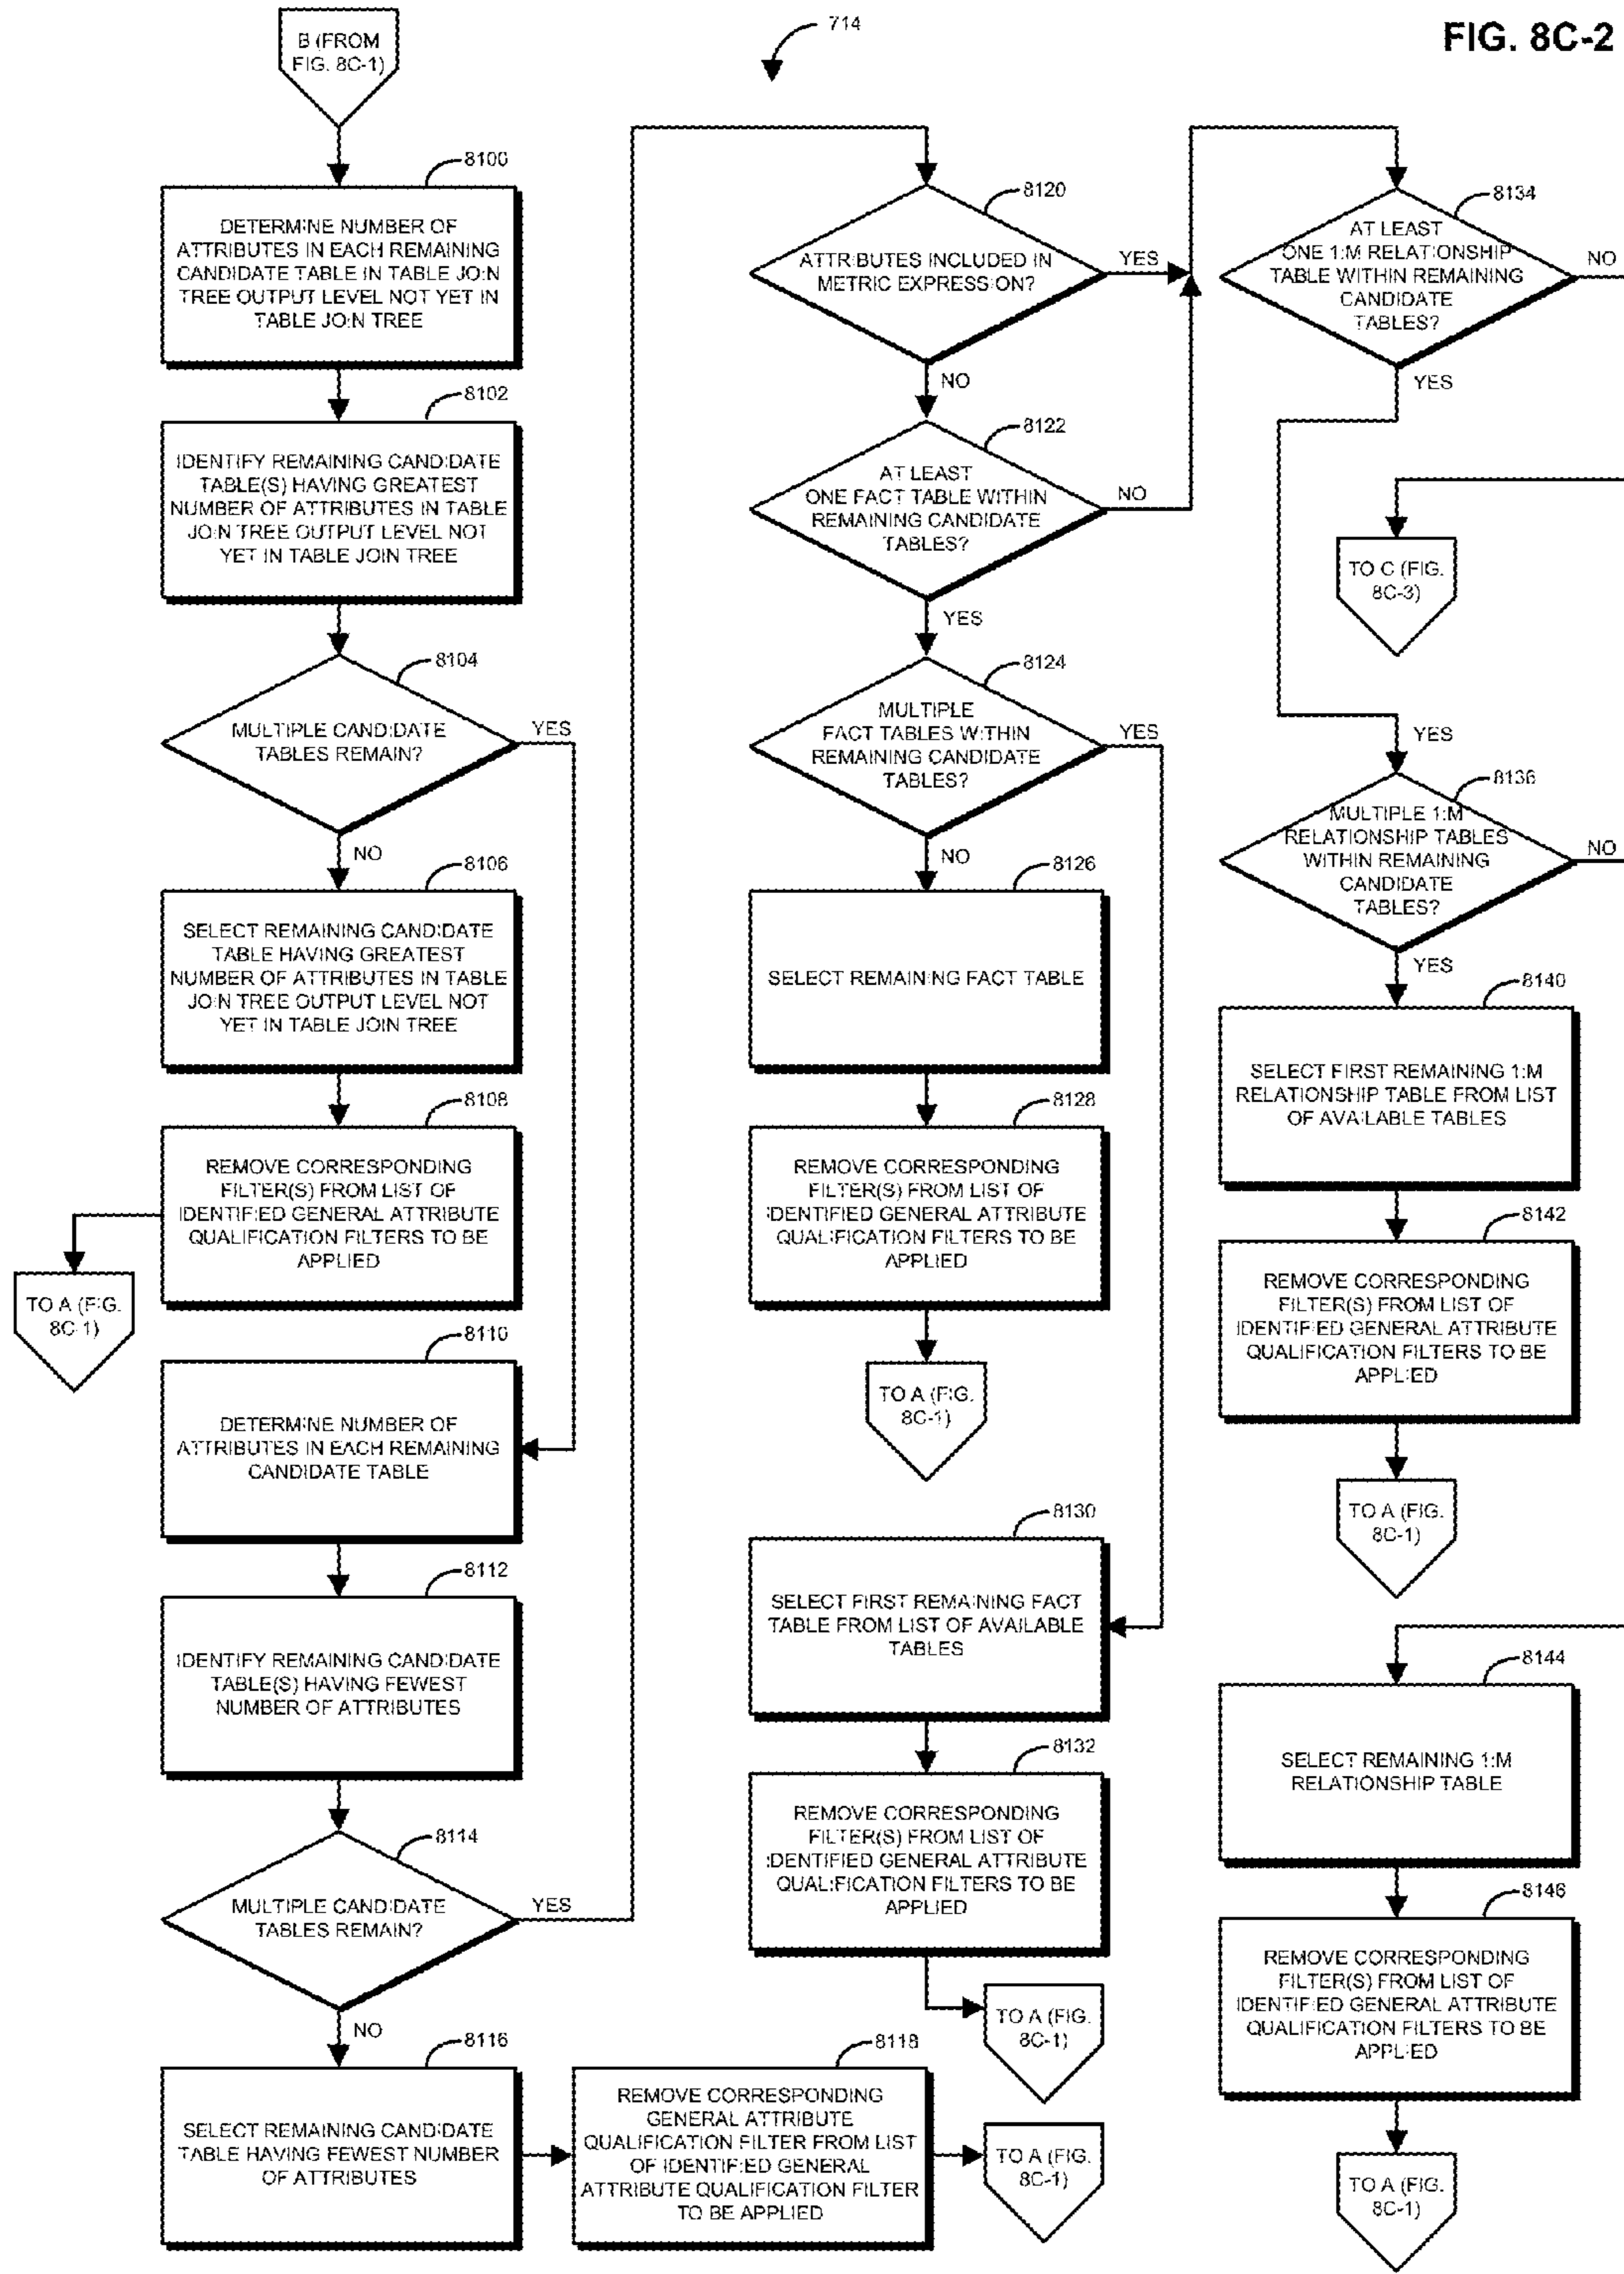 FIG. 8C-2
714
B (FROM
FIG. 8C-1)
8100
DETERMINE NUMBER OF
ATTRIBUTES IN EACH REMAINING
CANDIDATE TABLE IN TABLE JOIN
TREE OUTPUT LEVEL NOT YET IN
TABLE JOIN TREE
8102
IDENTIFY REMAINING CANDIDATE
TABLE(S) HAVING GREATEST
NUMBER OF ATTRIBUTES IN TABLE
JOIN TREE OUTPUT LEVEL NOT
YET IN TABLE JOIN TREE
8104
MULTIPLE CANDIDATE
TABLES REMAIN?
YES
NO
8106
SELECT REMAINING CANDIDATE
TABLE HAVING GREATEST
NUMBER OF ATTRIBUTES IN TABLE
JOIN TREE OUTPUT LEVEL NOT
YET IN TABLE JOIN TREE
8108
REMOVE CORRESPONDING
FILTER(S) FROM LIST OF
IDENTIFIED GENERAL ATTRIBUTE
QUALIFICATION FILTERS TO BE
APPLIED
TO A (FIG.
8C-1)
8110
DETERMINE NUMBER OF
ATTRIBUTES IN EACH REMAINING
CANDIDATE TABLE
8112
IDENTIFY REMAINING CANDIDATE
TABLE(S) HAVING FEWEST
NUMBER OF ATTRIBUTES
8114
MULTIPLE CANDIDATE
TABLES REMAIN?
YES
NO
8116
SELECT REMAINING CANDIDATE
TABLE HAVING FEWEST NUMBER
OF ATTRIBUTES
8118
REMOVE CORRESPONDING
GENERAL ATTRIBUTE
QUALIFICATION FILTER FROM LIST
OF IDENTIFIED GENERAL
ATTRIBUTE QUALIFICATION FILTER
TO BE APPLIED
TO A (FIG.
8C-1)
8120
ATTRIBUTES INCLUDED IN
METRIC EXPRESSION?
YES
NO
8122
AT LEAST
ONE FACT TABLE WITHIN
REMAINING CANDIDATE
TABLES?
NO
YES
8124
MULTIPLE
FACT TABLES WITHIN
REMAINING CANDIDATE
TABLES?
YES
NO
8126
SELECT REMAINING FACT TABLE
8128
REMOVE CORRESPONDING
FILTER(S) FROM LIST OF
IDENTIFIED GENERAL ATTRIBUTE
QUALIFICATION FILTERS TO BE
APPLIED
TO A (FIG.
8C-1)
8130
SELECT FIRST REMAINING FACT
TABLE FROM LIST OF AVAILABLE
TABLES
8132
REMOVE CORRESPONDING
FILTER(S) FROM LIST OF
IDENTIFIED GENERAL ATTRIBUTE
QUALIFICATION FILTERS TO BE
APPLIED
TO A (FIG.
8C-1)
8134
AT LEAST
ONE 1:M RELATIONSHIP
TABLE WITHIN REMAINING
CANDIDATE
TABLES?
NO
YES
TO C (FIG.
8C-3)
YES
8136
MULTIPLE 1:M
RELATIONSHIP TABLES
WITHIN REMAINING
CANDIDATE
TABLES?
NO
YES
8140
SELECT FIRST REMAINING 1:M
RELATIONSHIP TABLE FROM LIST
OF AVAILABLE TABLES
8142
REMOVE CORRESPONDING
FILTER(S) FROM LIST OF
IDENTIFIED GENERAL ATTRIBUTE
QUALIFICATION FILTERS TO BE
APPLIED
TO A (FIG.
8C-1)
8144
SELECT REMAINING 1:M
RELATIONSHIP TABLE
8146
REMOVE CORRESPONDING
FILTER(S) FROM LIST OF
IDENTIFIED GENERAL ATTRIBUTE
QUALIFICATION FILTERS TO BE
APPLIED
TO A (FIG.
8C-1)